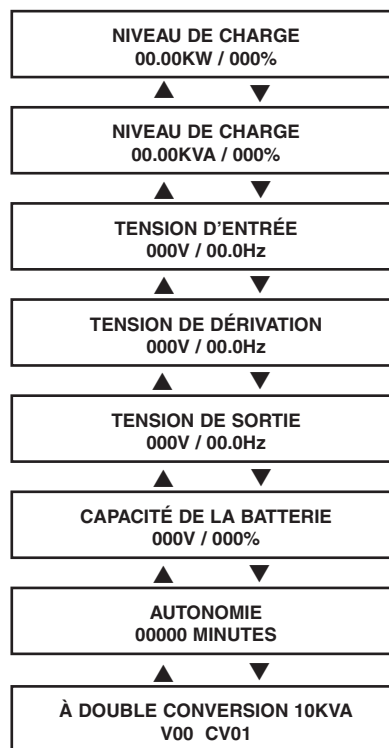 NIVEAU DE CHARGE
00.00KW / 000%
NIVEAU DE CHARGE
00.00KVA / 000%
TENSION D'ENTRÉE
000V / 00.0Hz
TENSION DE DÉRIVATION
000V / 00.0Hz
TENSION DE SORTIE
000V / 00.0Hz
CAPACITÉ DE LA BATTERIE
000V / 000%
AUTONOMIE
00000 MINUTES
À DOUBLE CONVERSION 10KVA
V00 CV01